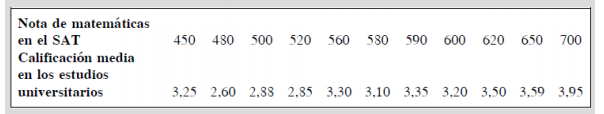 Nota de matemáticas
en el SAT 450 480 500 520 560 580 590 600 620 650 700
Calificación media
en los estudios
universitarios 3,25 2,60 2,88 2,85 3,30 3,10 3,35 3,20 3,50 3,59 3,95